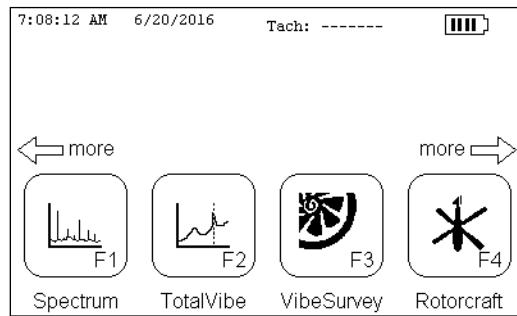 7:08:12 AM 6/20/2016 Tach: -------
more more
F1 F2 F3 F4
Spectrum TotalVibe VibeSurvey Rotorcraft